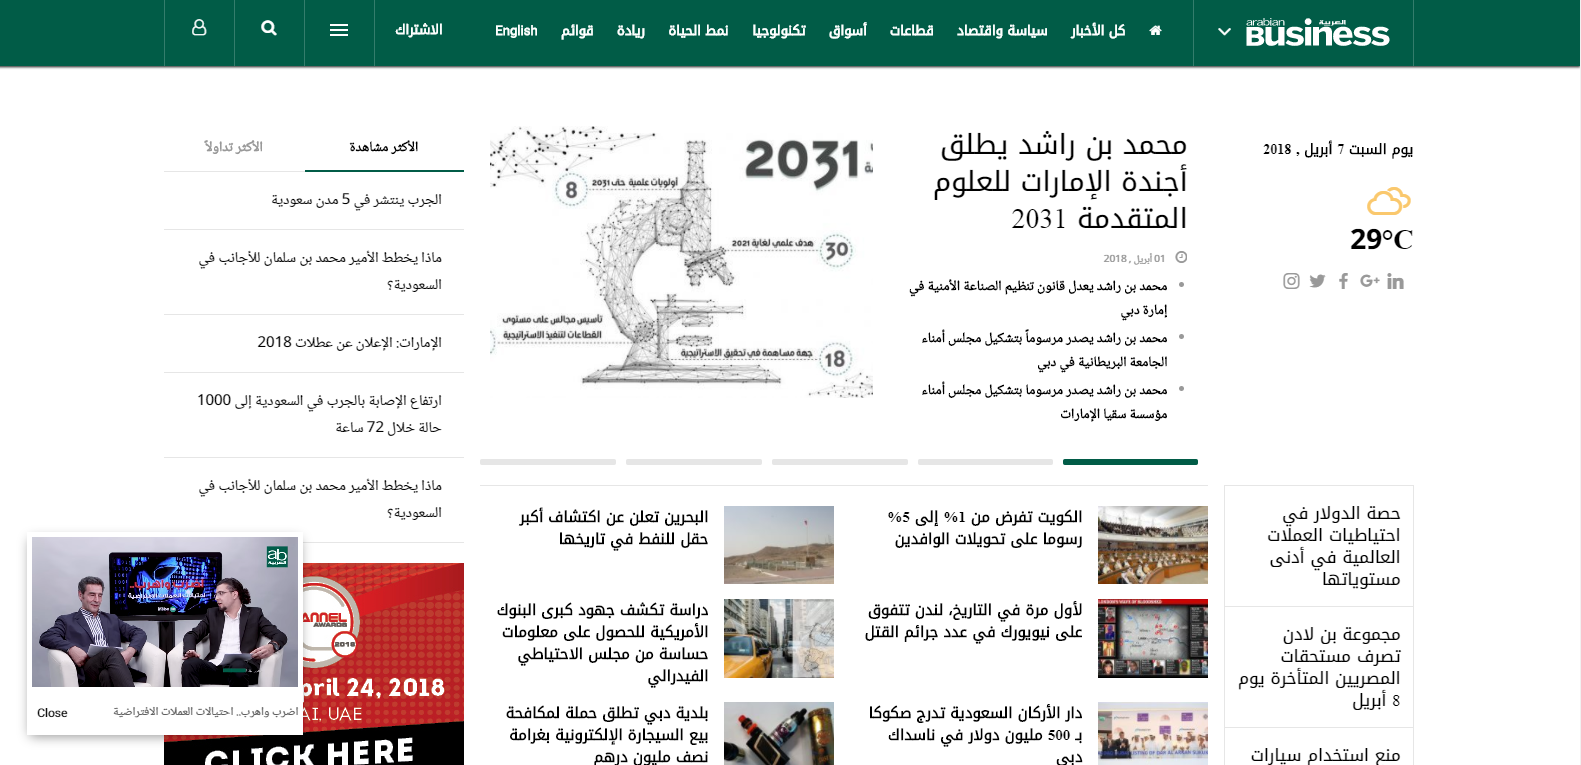 arabian العربية
Business
كل الأخبار
سياسة واقتصاد
قطاعات
أسواق
تكنولوجيا
نمط الحياة
ريادة
قوائم
English
الاشتراك
يوم السبت 7 أبريل , 2018
29°C
محمد بن راشد يطلق
أجندة الإمارات للعلوم
المتقدمة 2031
01 أبريل , 2018
محمد بن راشد يعدل قانون تنظيم الصناعة الأمنية في
إمارة دبي
محمد بن راشد يصدر مرسوماً بتشكيل مجلس أمناء
الجامعة البريطانية في دبي
محمد بن راشد يصدر مرسوما بتشكيل مجلس أمناء
مؤسسة سقيا الإمارات
2031
أولويات علمية حتى 2031
8
هدف علمي لغاية 2021
30
تأسيس مجالس على مستوى
القطاعات لتنفيذ الاستراتيجية
جهة مساهمة في تحقيق الاستراتيجية
18
الأكثر مشاهدة
الأكثر تداولاً
الجرب ينتشر في 5 مدن سعودية
ماذا يخطط الأمير محمد بن سلمان للأجانب في
السعودية؟
الإمارات: الإعلان عن عطلات 2018
ارتفاع الإصابة بالجرب في السعودية إلى 1000
حالة خلال 72 ساعة
ماذا يخطط الأمير محمد بن سلمان للأجانب في
السعودية؟
حصة الدولار في
احتياطيات العملات
العالمية في أدنى
مستوياتها
مجموعة بن لادن
تصرف مستحقات
المصريين المتأخرة يوم
8 أبريل
منع استخدام سيارات
الكويت تفرض من 1% إلى 5%
رسوما على تحويلات الوافدين
لأول مرة في التاريخ، لندن تتفوق
على نيويورك في عدد جرائم القتل
دار الأركان السعودية تدرج صكوكا
بـ 500 مليون دولار في ناسداك
دبي
البحرين تعلن عن اكتشاف أكبر
حقل للنفط في تاريخها
دراسة تكشف جهود كبرى البنوك
الأمريكية للحصول على معلومات
حساسة من مجلس الاحتياطي
الفيدرالي
بلدية دبي تطلق حملة لمكافحة
بيع السيجارة الإلكترونية بغرامة
نصف مليون درهم
ab
العربية
اضرب واهرب..
اضرب واهرب.. احتيالات العملات الافتراضية
Close
ANNEL
AWARDS
2018
pril 24, 2018
AI, UAE
CLICK HERE